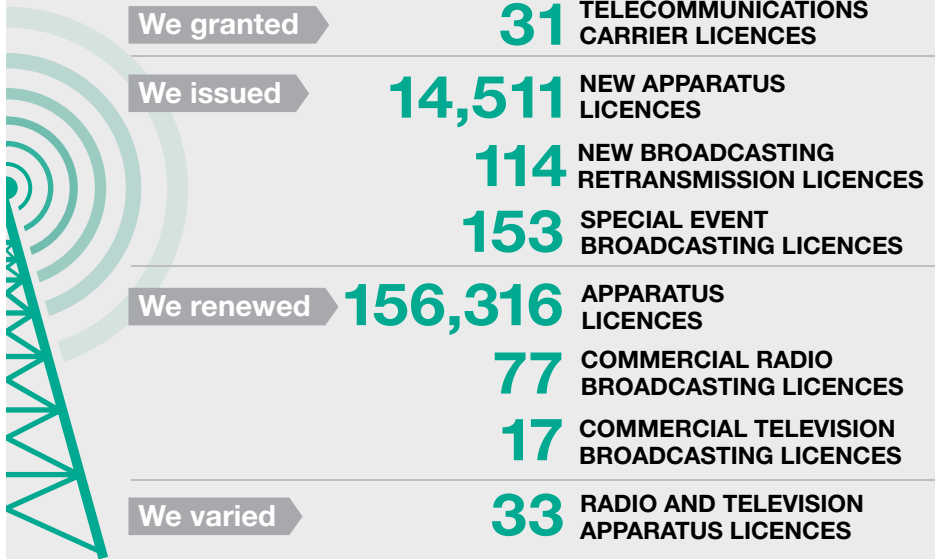 We granted
31 TELECOMMUNICATIONS
CARRIER LICENCES
We issued
14,511 NEW APPARATUS
LICENCES
114 NEW BROADCASTING
RETRANSMISSION LICENCES
153 SPECIAL EVENT
BROADCASTING LICENCES
We renewed
156,316 APPARATUS
LICENCES
77 COMMERCIAL RADIO
BROADCASTING LICENCES
17 COMMERCIAL TELEVISION
BROADCASTING LICENCES
We varied
33 RADIO AND TELEVISION
APPARATUS LICENCES